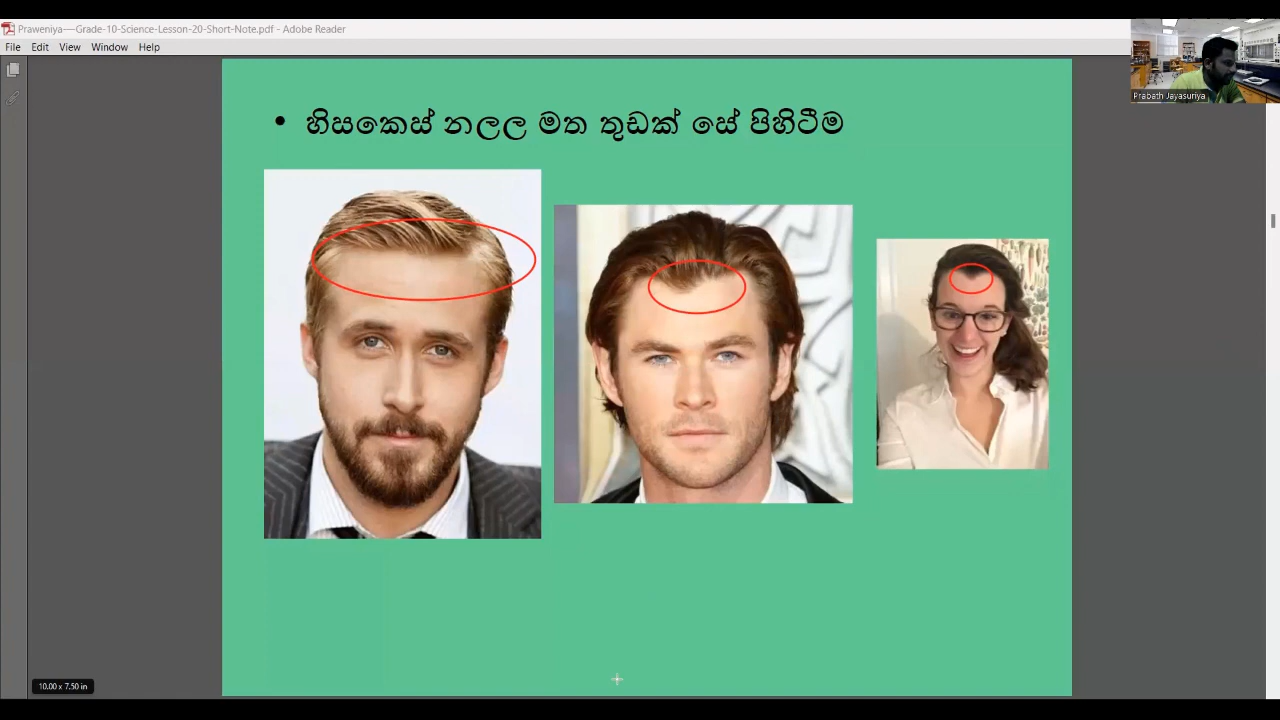 Praweniya----Grade-10-Science-Lesson-20-Short-Note.pdf - Adobe Reader
File Edit View Window Help
Prabath Jayasuriya
• හිසකෙස් නලල මත තුඩක් සේ පිහිටීම
10.00 x 7.50 in